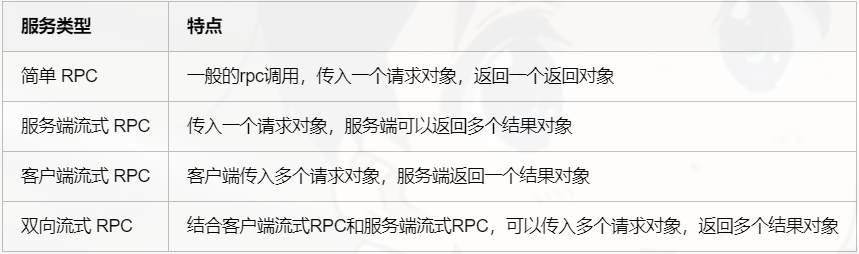 服务类型 特点
简单 RPC 一般的rpc调用，传入一个请求对象，返回一个返回对象
服务端流式 RPC 传入一个请求对象，服务端可以返回多个结果对象
客户端流式 RPC 客户端传入多个请求对象，服务端返回一个结果对象
双向流式 RPC 结合客户端流式RPC和服务端流式RPC，可以传入多个请求对象，返回多个结果对象